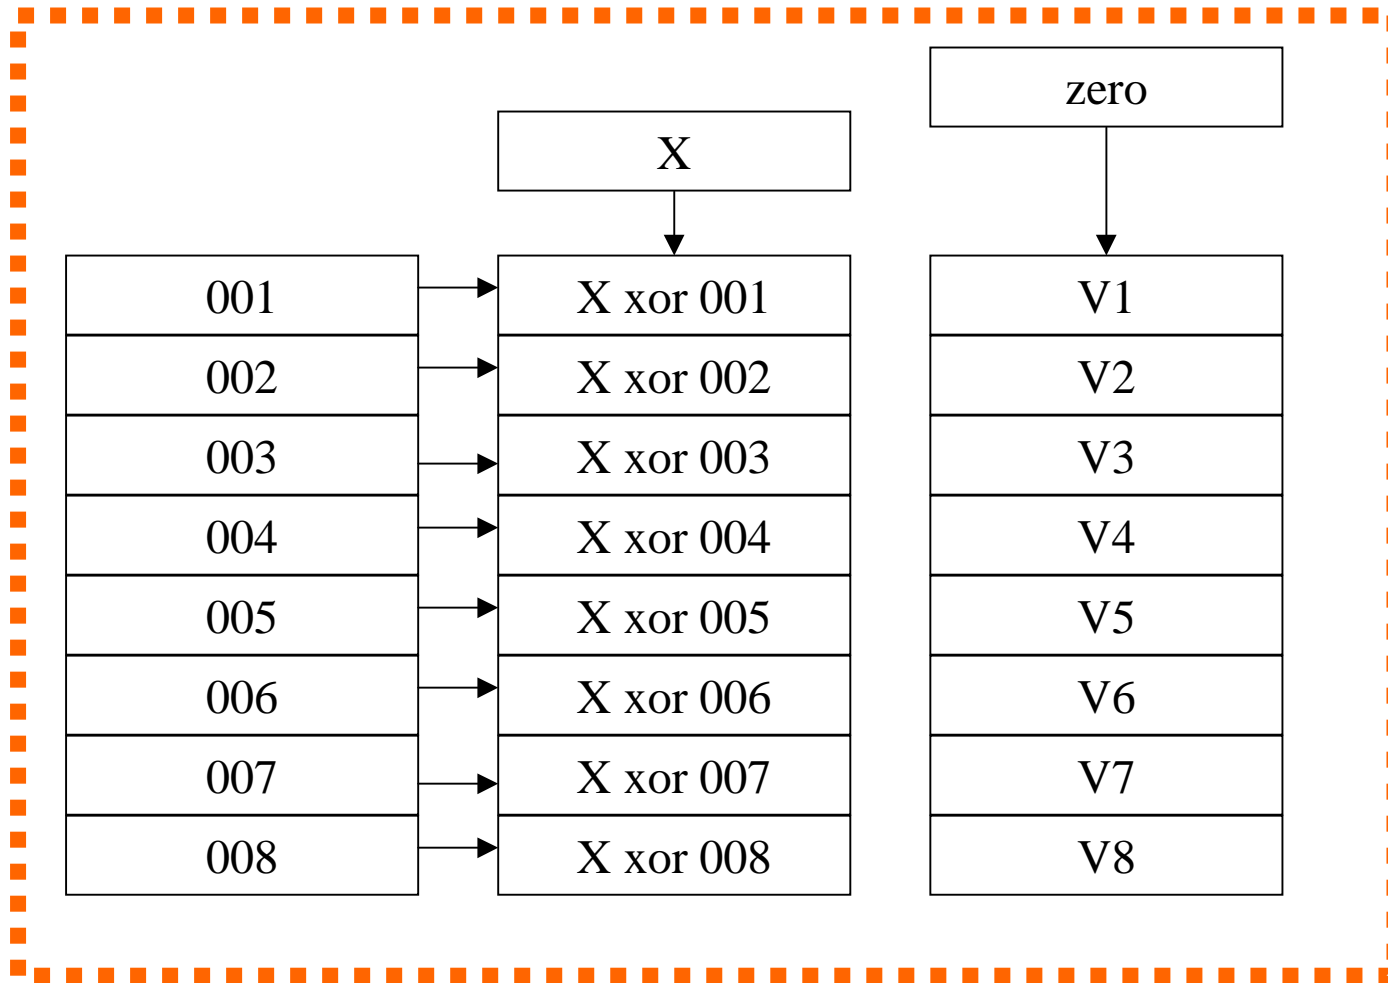 zero
X
001
X xor 001
V1
002
X xor 002
V2
003
X xor 003
V3
004
X xor 004
V4
005
X xor 005
V5
006
X xor 006
V6
007
X xor 007
V7
008
X xor 008
V8